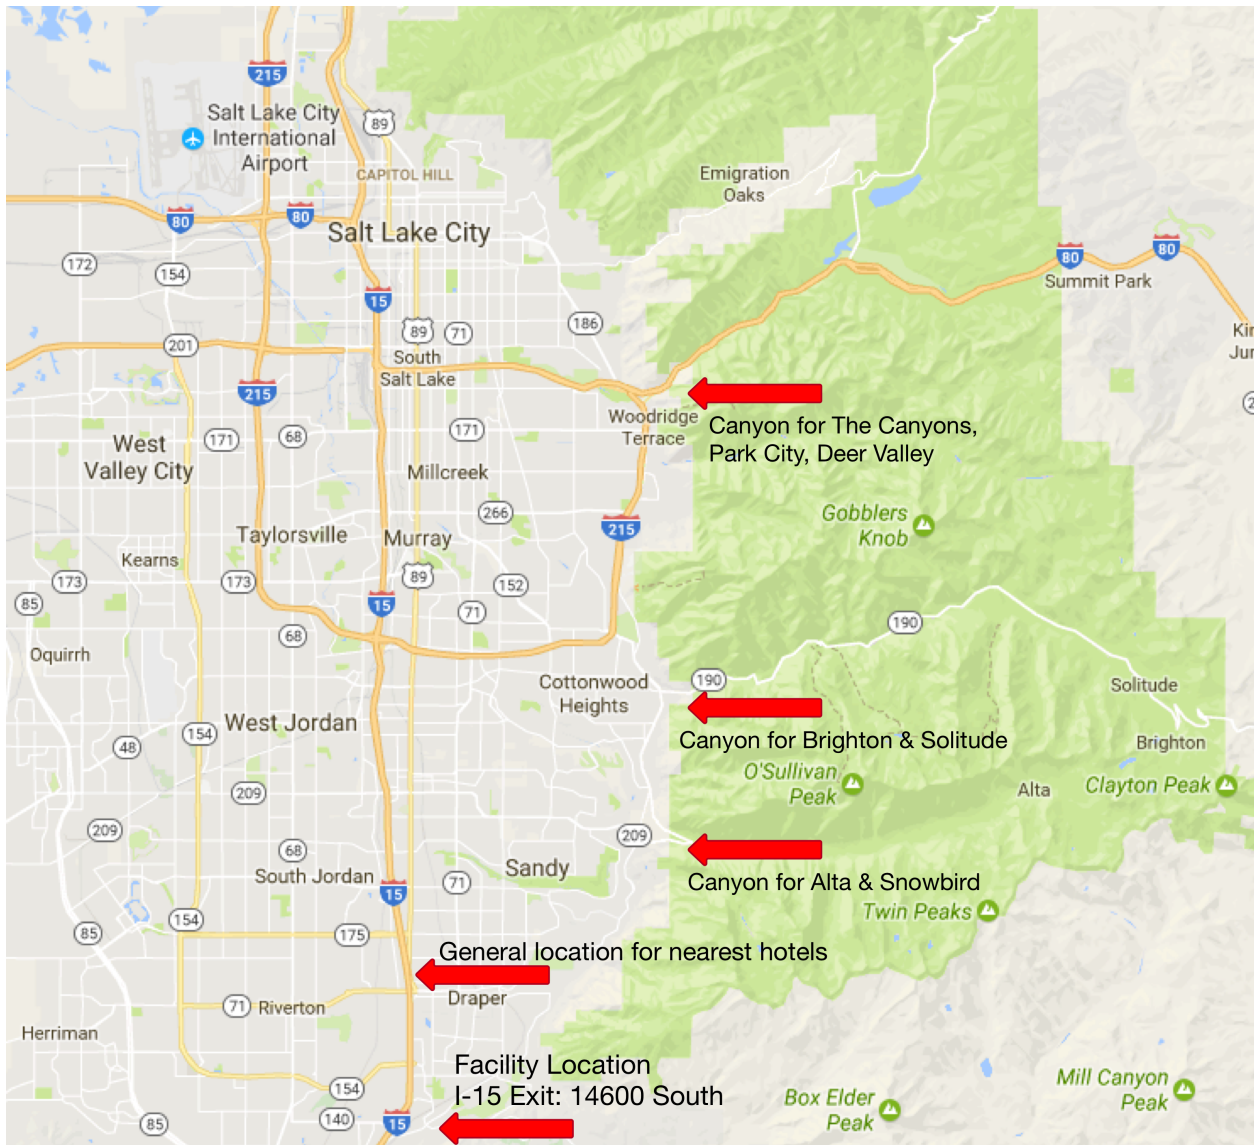 215
Salt Lake City
International
Airport
89
CAPITOL HILL
Emigration
Oaks
80
80
Salt Lake City
172
154
15
80
80
Summit Park
186
89
71
201
South
Salt Lake
215
Woodridge
Terrace
Canyon for The Canyons,
Park City, Deer Valley
West
Valley City
171
68
171
Millcreek
266
215
Gobblers
Knob
Taylorsville
Murray
Kearns
173
173
89
152
85
15
71
190
68
Oquirrh
190
Cottonwood
Heights
Solitude
West Jordan
154
48
Canyon for Brighton & Solitude
Brighton
O'Sullivan
Peak
Alta
Clayton Peak
209
209
68
209
Sandy
South Jordan
71
15
Canyon for Alta & Snowbird
Twin Peaks
154
85
175
General location for nearest hotels
71
Riverton
Draper
Herriman
Facility Location
I-15 Exit: 14600 South
154
140
15
85
Box Elder
Peak
Mill Canyon
Peak